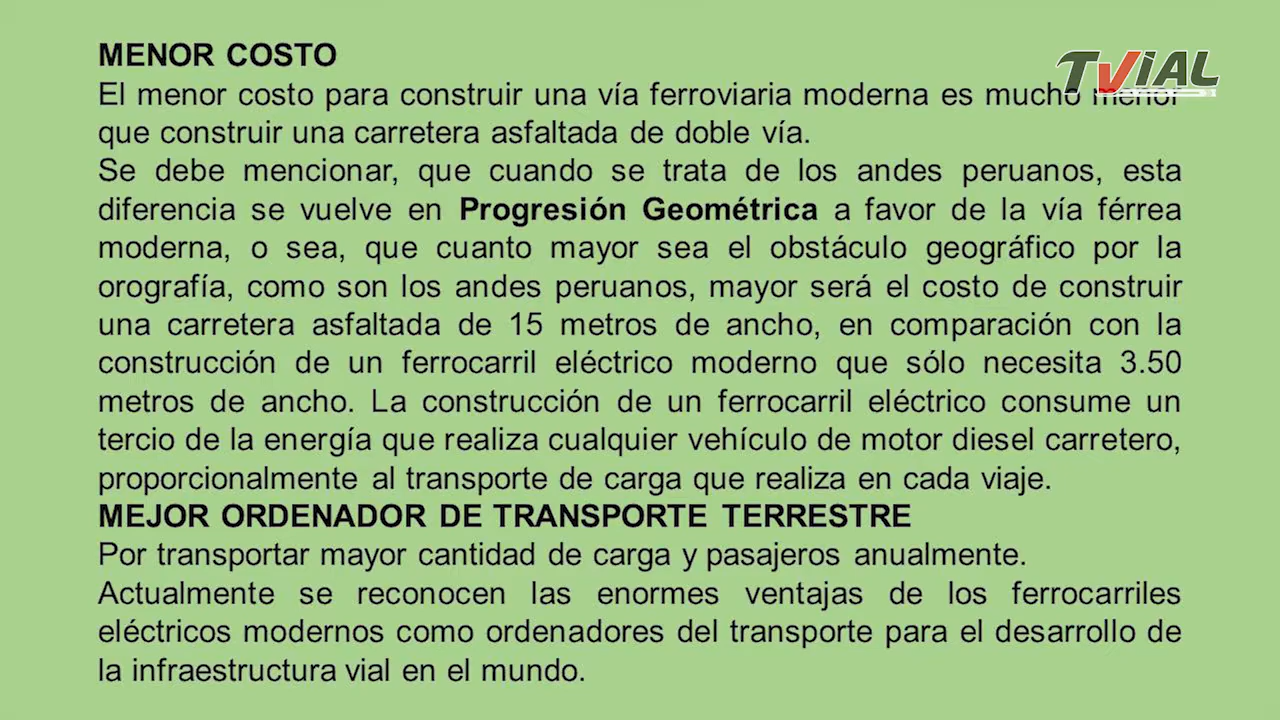 MENOR COSTO
TViAL
El menor costo para construir una vía ferroviaria moderna es mucho menor
que construir una carretera asfaltada de doble vía.
Se debe mencionar, que cuando se trata de los andes peruanos, esta
diferencia se vuelve en Progresión Geométrica a favor de la vía férrea
moderna, o sea, que cuanto mayor sea el obstáculo geográfico por la
orografía, como son los andes peruanos, mayor será el costo de construir
una carretera asfaltada de 15 metros de ancho, en comparación con la
construcción de un ferrocarril eléctrico moderno que sólo necesita 3.50
metros de ancho. La construcción de un ferrocarril eléctrico consume un
tercio de la energía que realiza cualquier vehículo de motor diesel carretero,
proporcionalmente al transporte de carga que realiza en cada viaje.
MEJOR ORDENADOR DE TRANSPORTE TERRESTRE
Por transportar mayor cantidad de carga y pasajeros anualmente.
Actualmente se reconocen las enormes ventajas de los ferrocarriles
eléctricos modernos como ordenadores del transporte para el desarrollo de
la infraestructura vial en el mundo.